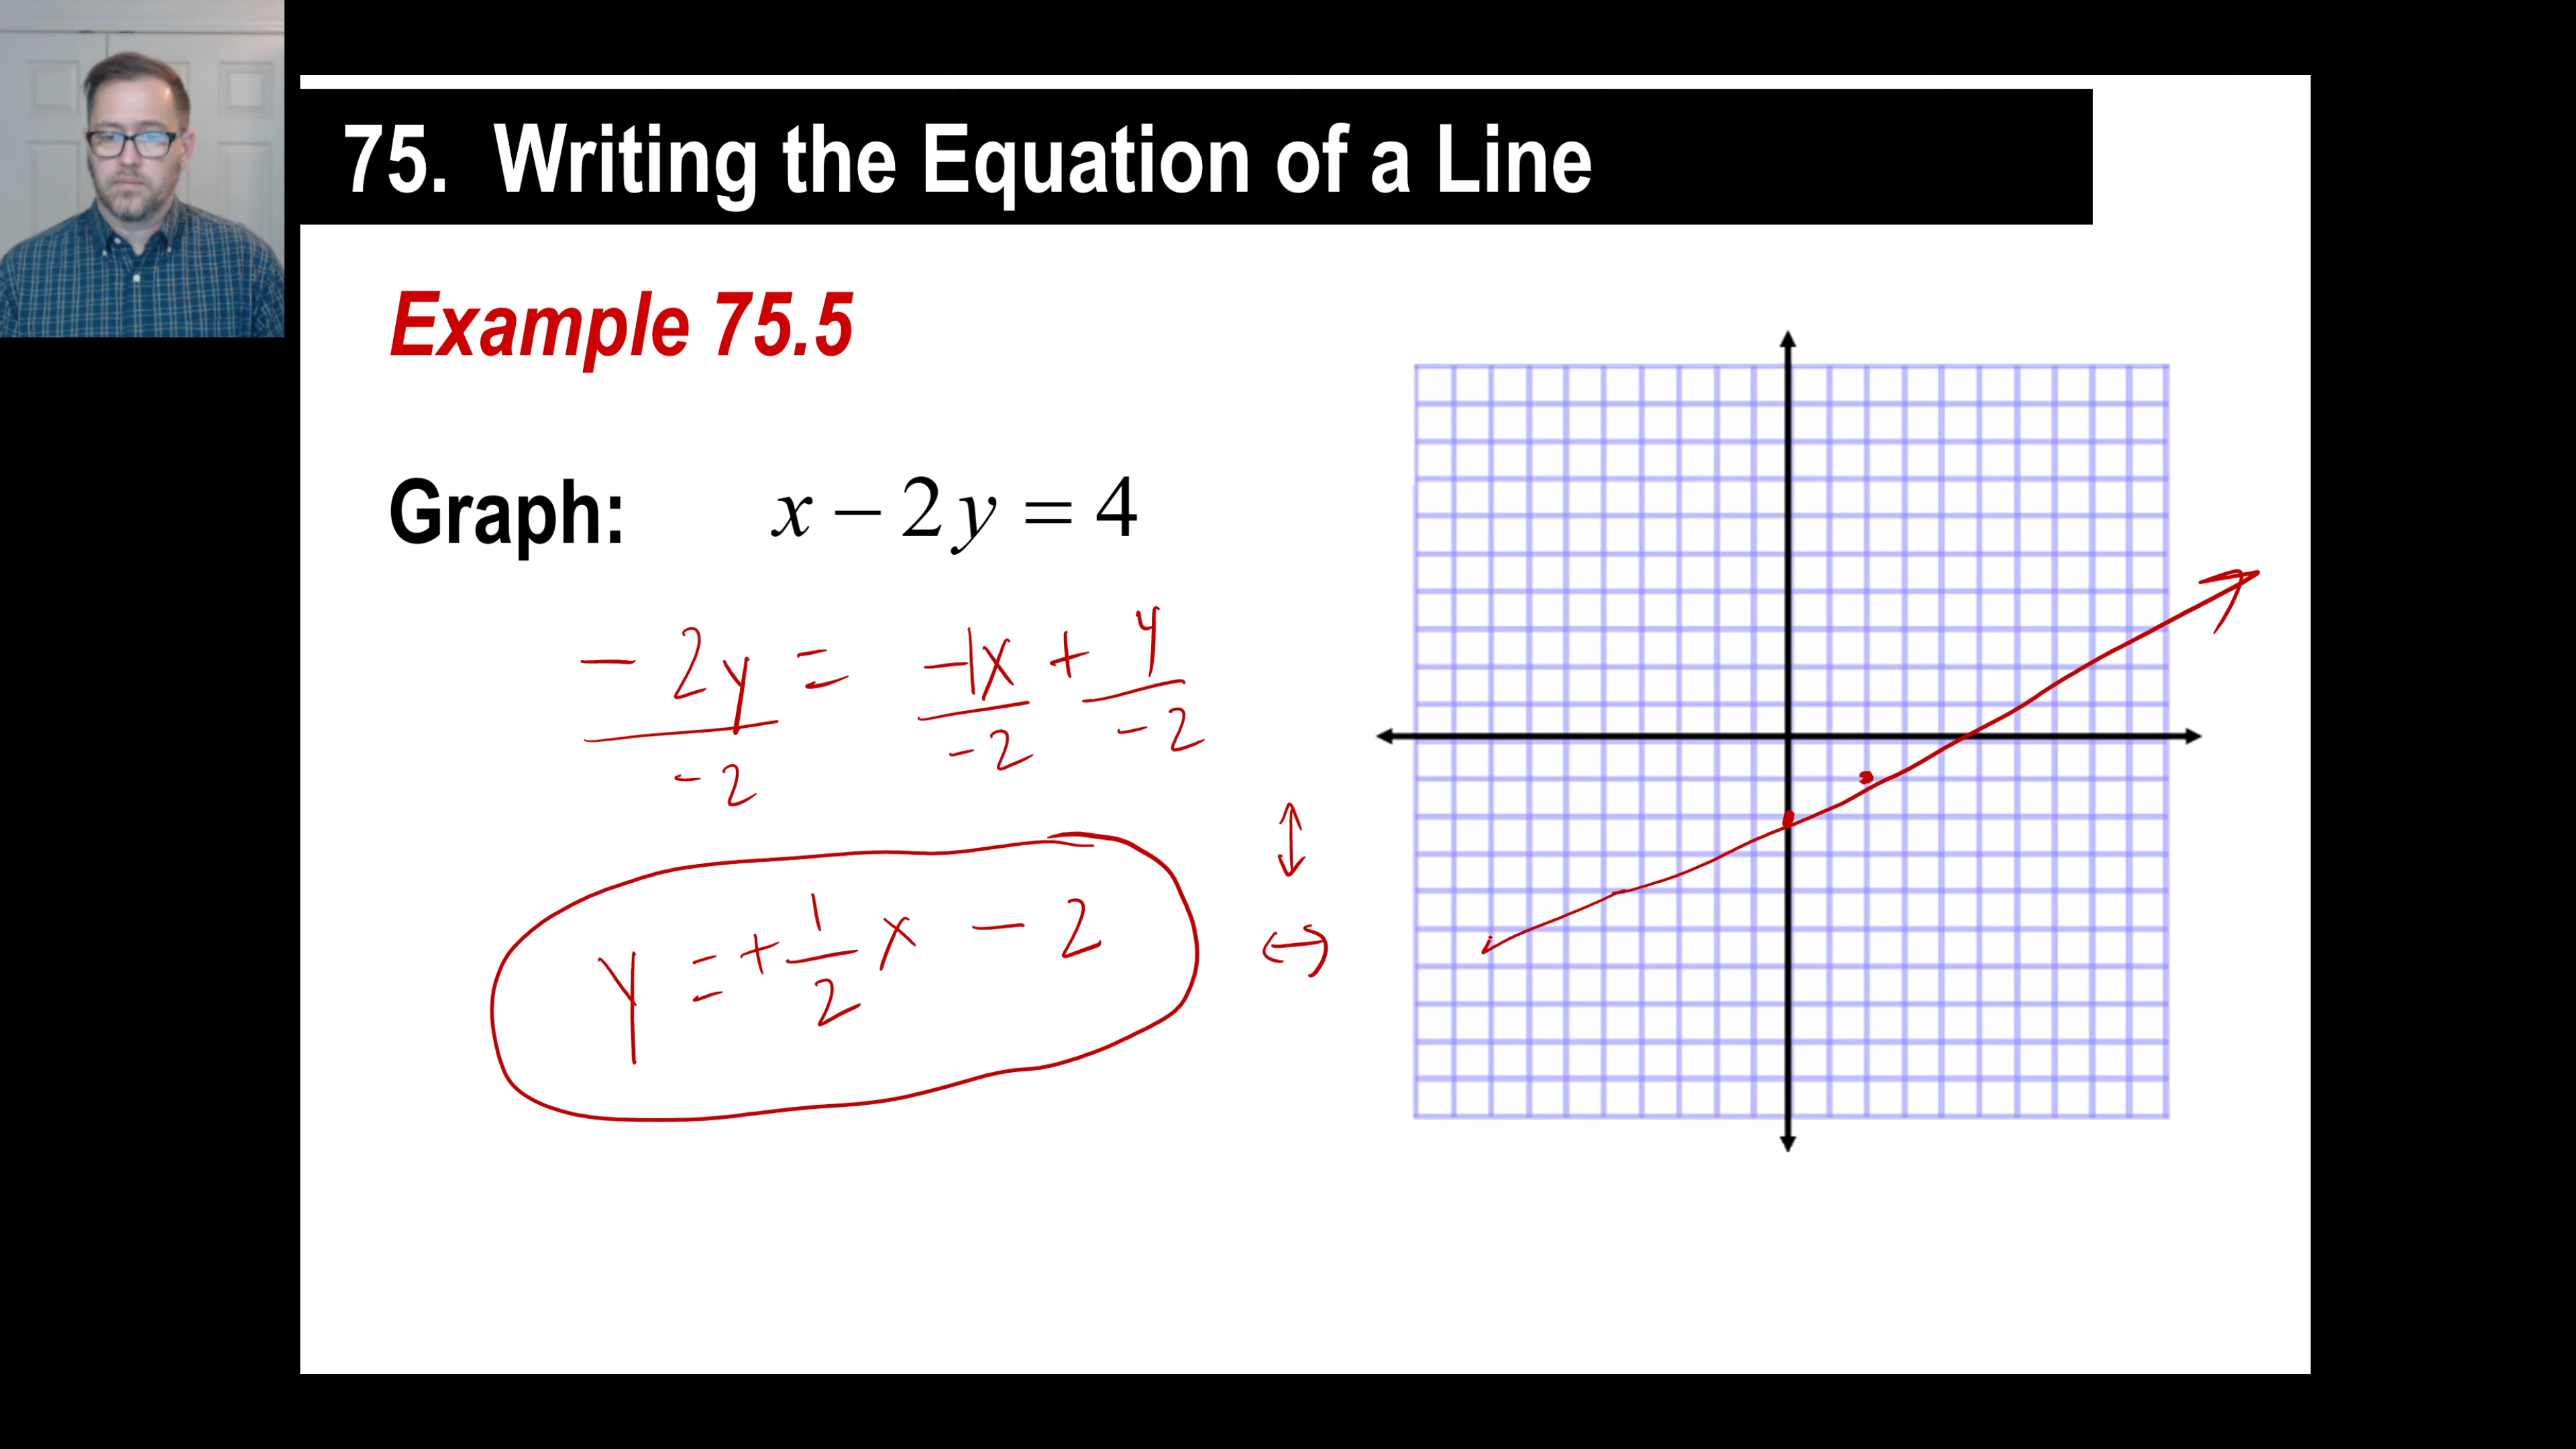 75. Writing the Equation of a Line
Example 75.5
Graph: x − 2y = 4
− 2y = −1x + 4
−2 −2 −2
y = + 1/2 x − 2